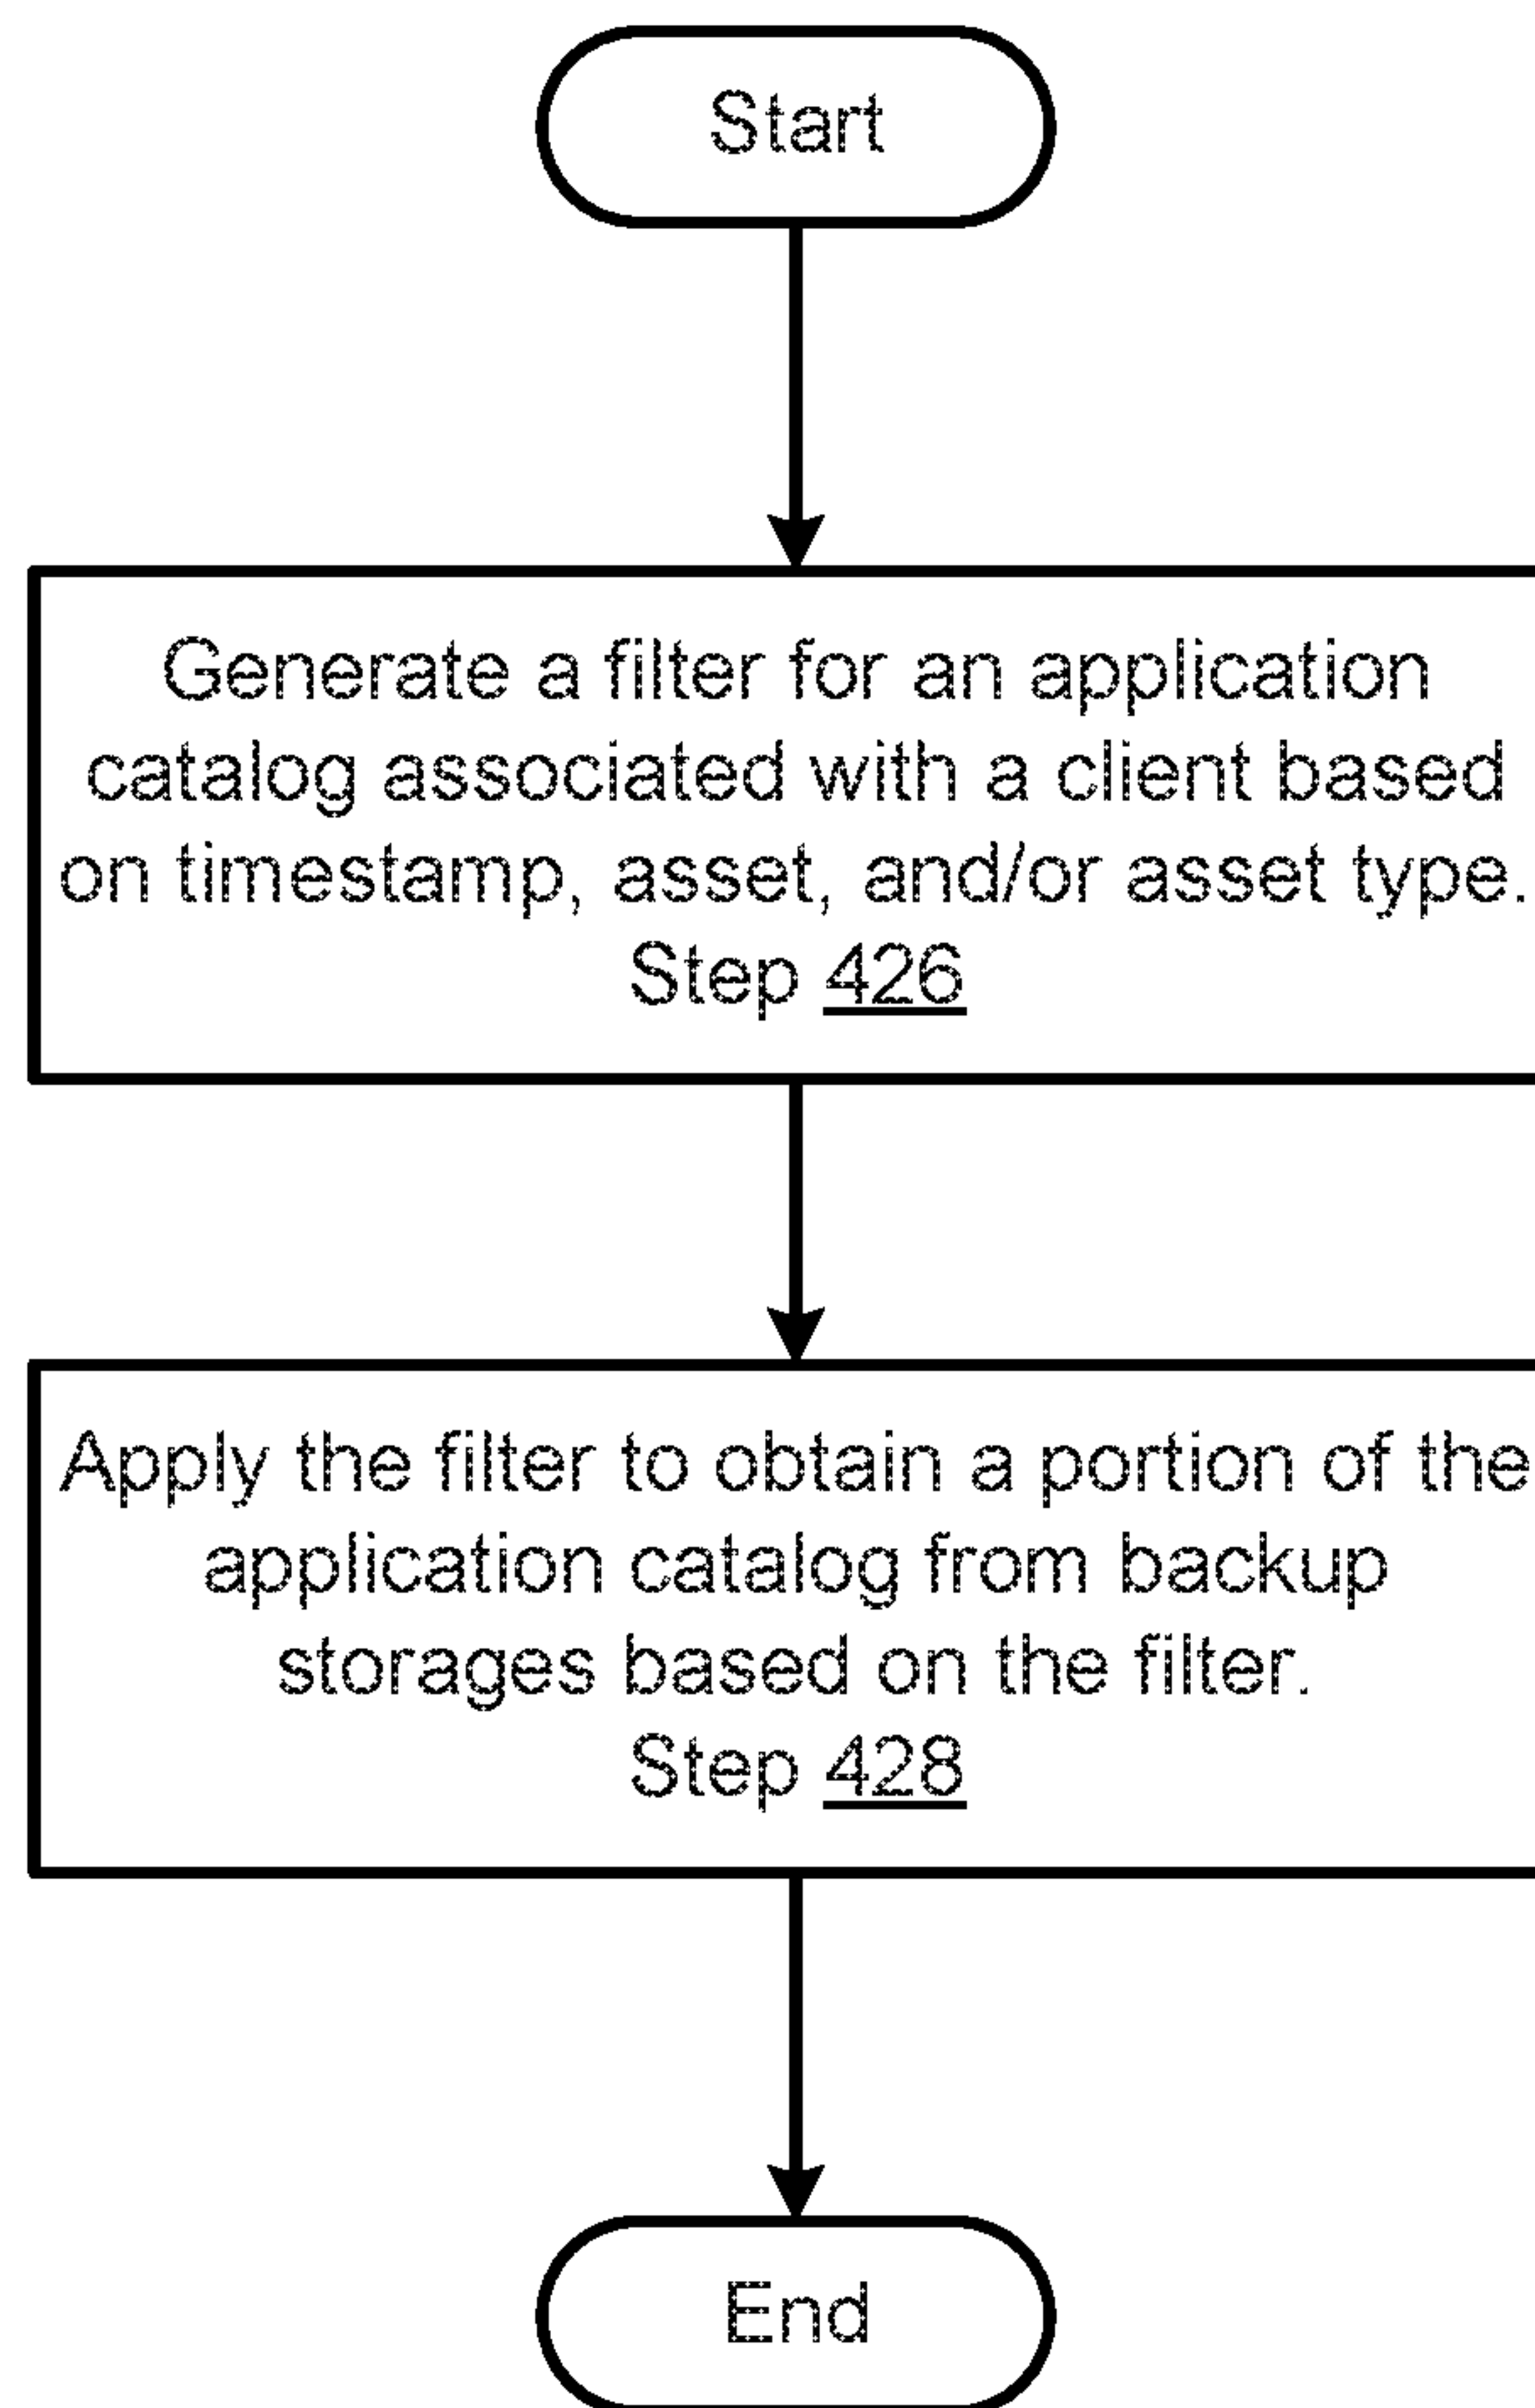 Start
Generate a filter for an application
catalog associated with a client based
on timestamp, asset, and/or asset type.
Step 426
Apply the filter to obtain a portion of the
application catalog from backup
storages based on the filter.
Step 428
End